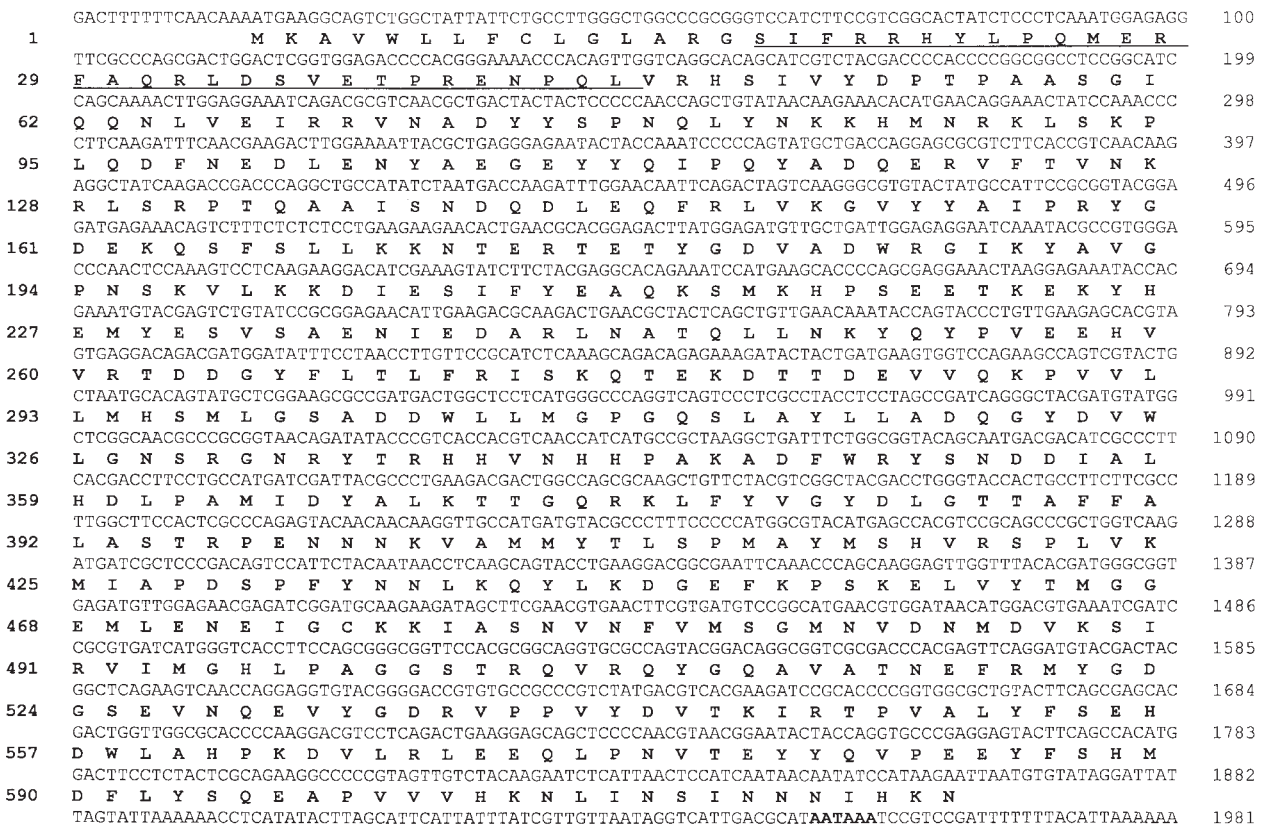 GACTTTTTTCAACAAAATGAAGGCAGTCTGGCTATTATTCTGCCTTGGGCTGGCCCGCGGGTCCATCTTCCGTCGGCACTATCTCCCTCAAATGGAGAGG 100
1 M K A V W L L F C L G L A R G S I F R R H Y L P Q M E R
TTCGCCCAGCGACTGGACTCGGTGGAGACCCCACGGGAAAACCCACAGTTGGTCAGGCACAGCATCGTCTACGACCCCACCCCGGCGGCCTCCGGCATC 199
29 F A Q R L D S V E T P R E N P Q L V R H S I V Y D P T P A A S G I
CAGCAAAACTTGGAGGAAATCAGACGCGTCAACGCTGACTACTACTCCCCCAACCAGCTGTATAACAAGAAACACATGAACAGGAAACTATCCAAACCC 298
62 Q Q N L V E I R R V N A D Y Y S P N Q L Y N K K H M N R K L S K P
CTTCAAGATTTCAACGAAGACTTGGAAAATTACGCTGAGGGAGAATACTACCAAATCCCCCAGTATGCTGACCAGGAGCGCGTCTTCACCGTCAACAAG 397
95 L Q D F N E D L E N Y A E G E Y Y Q I P Q Y A D Q E R V F T V N K
AGGCTATCAAGACCGACCCAGGCTGCCATATCTAATGACCAAGATTTGGAACAATTCAGACTAGTCAAGGGCGTGTACTATGCCATTCCGCGGTACGGA 496
128 R L S R P T Q A A I S N D Q D L E Q F R L V K G V Y Y A I P R Y G
GATGAGAAACAGTCTTTCTCTCTCCTGAAGAAGAACACTGAACGCACGGAGACTTATGGAGATGTTGCTGATTGGAGAGGAATCAAATACGCCGTGGGA 595
161 D E K Q S F S L L K K N T E R T E T Y G D V A D W R G I K Y A V G
CCCAACTCCAAAGTCCTCAAGAAGGACATCGAAAGTATCTTCTACGAGGCACAGAAATCCATGAAGCACCCCAGCGAGGAAACTAAGGAGAAATACCAC 694
194 P N S K V L K K D I E S I F Y E A Q K S M K H P S E E T K E K Y H
GAAATGTACGAGTCTGTATCCGCGGAGAACATTGAAGACGCAAGACTGAACGCTACTCAGCTGTTGAACAAATACCAGTACCCTGTTGAAGAGCACGTA 793
227 E M Y E S V S A E N I E D A R L N A T Q L L N K Y Q Y P V E E H V
GTGAGGACAGACGATGGATATTTCCTAACCTTGTTCCGCATCTCAAAGCAGACAGAGAAAGATACTACTGATGAAGTGGTCCAGAAGCCAGTCGTACTG 892
260 V R T D D G Y F L T L F R I S K Q T E K D T T D E V V Q K P V V L
CTAATGCACAGTATGCTCGGAAGCGCCGATGACTGGCTCCTCATGGGCCCAGGTCAGTCCCTCGCCTACCTCCTAGCCGATCAGGGCTACGATGTATGG 991
293 L M H S M L G S A D D W L L M G P G Q S L A Y L L A D Q G Y D V W
CTCGGCAACGCCCGCGGTAACAGATATACCCGTCACCACGTCAACCATCATGCCGCTAAGGCTGATTTCTGGCGGTACAGCAATGACGACATCGCCCTT 1090
326 L G N S R G N R Y T R H H V N H H P A K A D F W R Y S N D D I A L
CACGACCTTCCTGCCATGATCGATTACGCCCTGAAGACGACTGGCCAGCGCAAGCTGTTCTACGTCGGCTACGACCTGGGTACCACTGCCTTCTTCGCC 1189
359 H D L P A M I D Y A L K T T G Q R K L F Y V G Y D L G T T A F F A
TTGGCTTCCACTCGCCCAGAGTACAACAACAAGGTTGCCATGATGTACGCCCTTTCCCCCATGGCGTACATGAGCCACGTCCGCAGCCCGCTGGTCAAG 1288
392 L A S T R P E N N N K V A M M Y T L S P M A Y M S H V R S P L V K
ATGATCGCTCCCGACAGTCCATTCTACAATAACCTCAAGCAGTACCTGAAGGACGGCGAATTCAAACCCAGCAAGGAGTTGGTTTACACGATGGGCGGT 1387
425 M I A P D S P F Y N N L K Q Y L K D G E F K P S K E L V Y T M G G
GAGATGTTGGAGAACGAGATCGGATGCAAGAAGATAGCTTCGAACGTGAACTTCGTGATGTCCGGCATGAACGTGGATAACATGGACGTGAAATCGATC 1486
468 E M L E N E I G C K K I A S N V N F V M S G M N V D N M D V K S I
CGCGTGATCATGGGTCACCTTCCAGCGGGCGGTTCCACGCGGCAGGTGCGCCAGTACGGACAGGCGGTCGCGACCCACGAGTTCAGGATGTACGACTAC 1585
491 R V I M G H L P A G G S T R Q V R Q Y G Q A V A T N E F R M Y G D
GGCTCAGAAGTCAACCAGGAGGTGTACGGGGACCGTGTGCCGCCCGTCTATGACGTCACGAAGATCCGCACCCCGGTGGCGCTGTACTTCAGCGAGCAC 1684
524 G S E V N Q E V Y G D R V P P V Y D V T K I R T P V A L Y F S E H
GACTGGTTGGCGCACCCCAAGGACGTCCTCAGACTGAAGGAGCAGCTCCCCAACGTAACGGAATACTACCAGGTGCCCGAGGAGTACTTCAGCCACATG 1783
557 D W L A H P K D V L R L E E Q L P N V T E Y Y Q V P E E Y F S H M
GACTTCCTCTACTCGCAGAAGGCCCCCGTAGTTGTCTACAAGAATCTCATTAACTCCATCAATAACAATATCCATAAGAATTAATGTGTATAGGATTAT 1882
590 D F L Y S Q E A P V V V H K N L I N S I N N N I H K N
TAGTATTAAAAAACCTCATATACTTAGCATTCATTATTTATCGTTGTTAATAGGTCATTGACGCATAATAAATCCGTCCGATTTTTTTACATTAAAAAA 1981